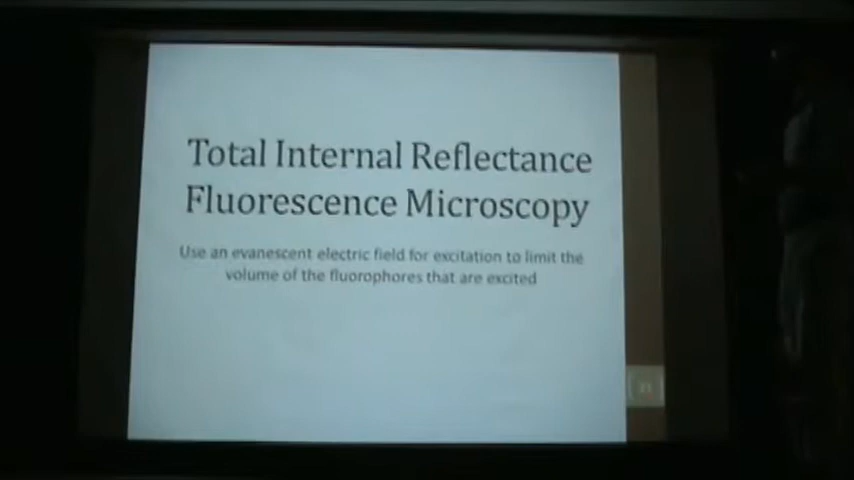 Total Internal Reflectance
Fluorescence Microscopy
Use an evanescent electric field for excitation to limit the
volume of the fluorophores that are excited